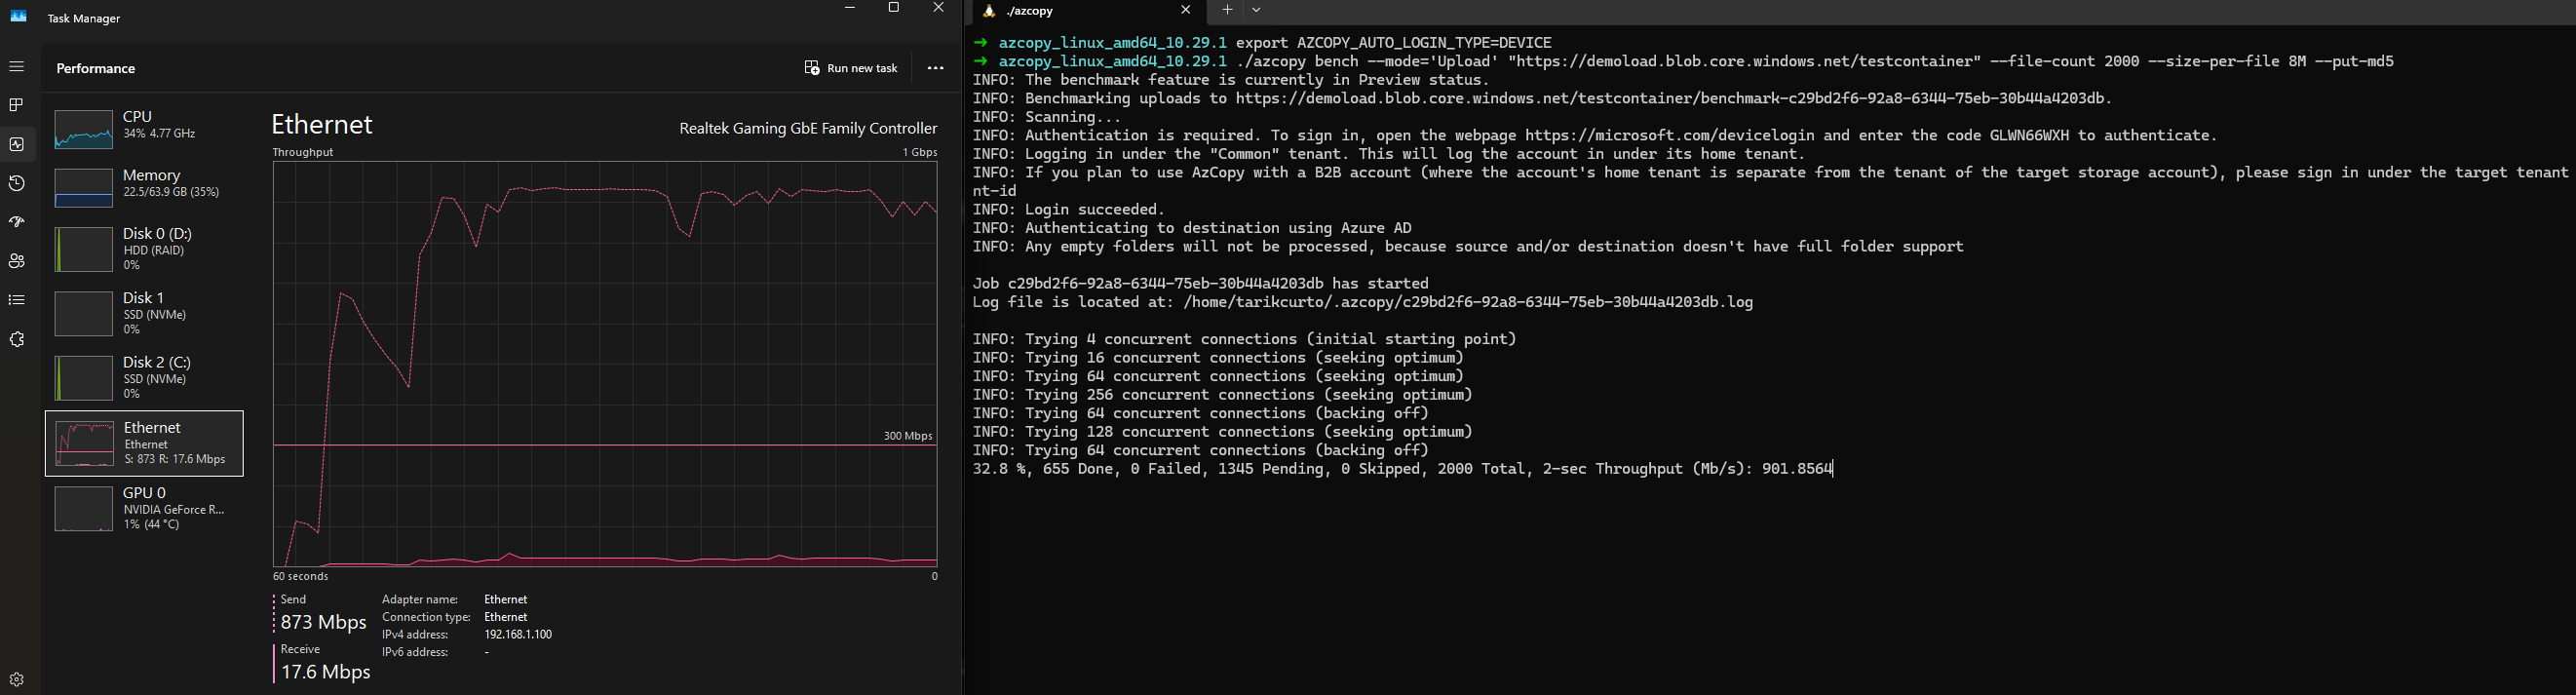 Task Manager
Performance
Run new task
CPU
34% 4.77 GHz
Memory
22.5/63.9 GB (35%)
Disk 0 (D:)
HDD (RAID)
0%
Disk 1
SSD (NVMe)
0%
Disk 2 (C:)
SSD (NVMe)
0%
Ethernet
Ethernet
S: 873 R: 17.6 Mbps
GPU 0
NVIDIA GeForce R...
1% (44 °C)
Ethernet
Realtek Gaming GbE Family Controller
Throughput
1 Gbps
300 Mbps
60 seconds
0
Send
873 Mbps
Receive
17.6 Mbps
Adapter name: Ethernet
Connection type: Ethernet
IPv4 address: 192.168.1.100
IPv6 address: -
./azcopy
➜ azcopy_linux_amd64_10.29.1 export AZCOPY_AUTO_LOGIN_TYPE=DEVICE
➜ azcopy_linux_amd64_10.29.1 ./azcopy bench --mode='Upload' "https://demoload.blob.core.windows.net/testcontainer" --file-count 2000 --size-per-file 8M --put-md5
INFO: The benchmark feature is currently in Preview status.
INFO: Benchmarking uploads to https://demoload.blob.core.windows.net/testcontainer/benchmark-c29bd2f6-92a8-6344-75eb-30b44a4203db.
INFO: Scanning...
INFO: Authentication is required. To sign in, open the webpage https://microsoft.com/devicelogin and enter the code GLWN66WXH to authenticate.
INFO: Logging in under the "Common" tenant. This will log the account in under its home tenant.
INFO: If you plan to use AzCopy with a B2B account (where the account's home tenant is separate from the tenant of the target storage account), please sign in under the target tenant
nt-id
INFO: Login succeeded.
INFO: Authenticating to destination using Azure AD
INFO: Any empty folders will not be processed, because source and/or destination doesn't have full folder support
Job c29bd2f6-92a8-6344-75eb-30b44a4203db has started
Log file is located at: /home/tarikcurto/.azcopy/c29bd2f6-92a8-6344-75eb-30b44a4203db.log
INFO: Trying 4 concurrent connections (initial starting point)
INFO: Trying 16 concurrent connections (seeking optimum)
INFO: Trying 64 concurrent connections (seeking optimum)
INFO: Trying 256 concurrent connections (seeking optimum)
INFO: Trying 64 concurrent connections (backing off)
INFO: Trying 128 concurrent connections (seeking optimum)
INFO: Trying 64 concurrent connections (backing off)
32.8 %, 655 Done, 0 Failed, 1345 Pending, 0 Skipped, 2000 Total, 2-sec Throughput (Mb/s): 901.8564